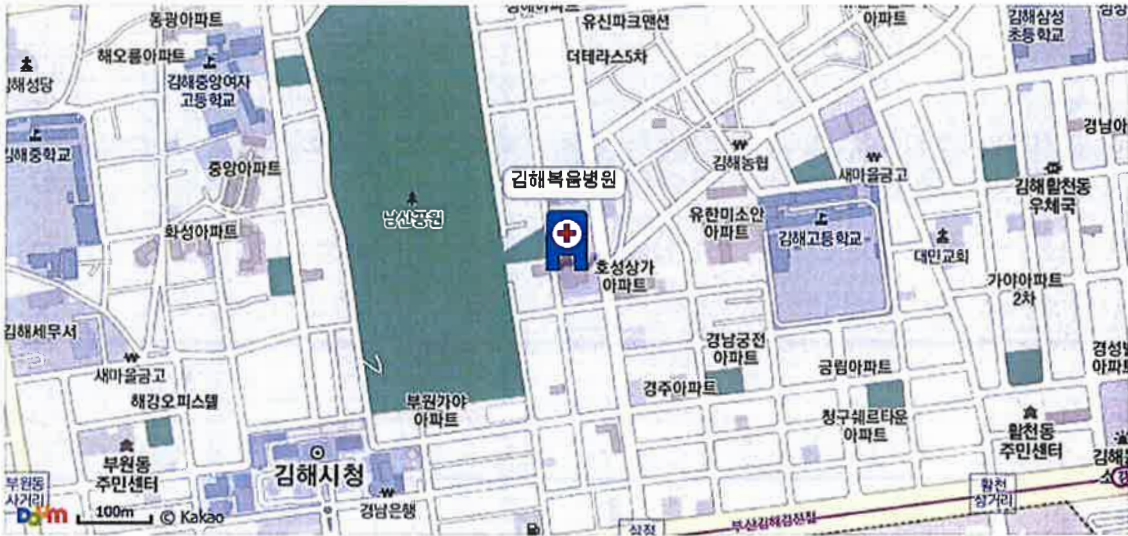 동광아파트
유신파크맨션
아파트
김해삼성
초등학교
해오름아파트
더테라스5차
김해성당
김해중앙여자
고등학교
김해중학교
중앙아파트
김해농협
새마을금고
김해활천동
우체국
김해복음병원
남산공원
화성아파트
유한미소안
아파트
김해고등학교
대민교회
호성상가
아파트
가야아파트
2차
김해세무서
경남궁전
아파트
새마을금고
궁림아파트
해강오피스텔
부원가야
아파트
경주아파트
청구쉐르타운
아파트
부원동
주민센터
김해시청
활천동
주민센터
부원동
사거리
경남은행
활천
삼거리
Daum
100m
© Kakao
삼정
부산김해경전철